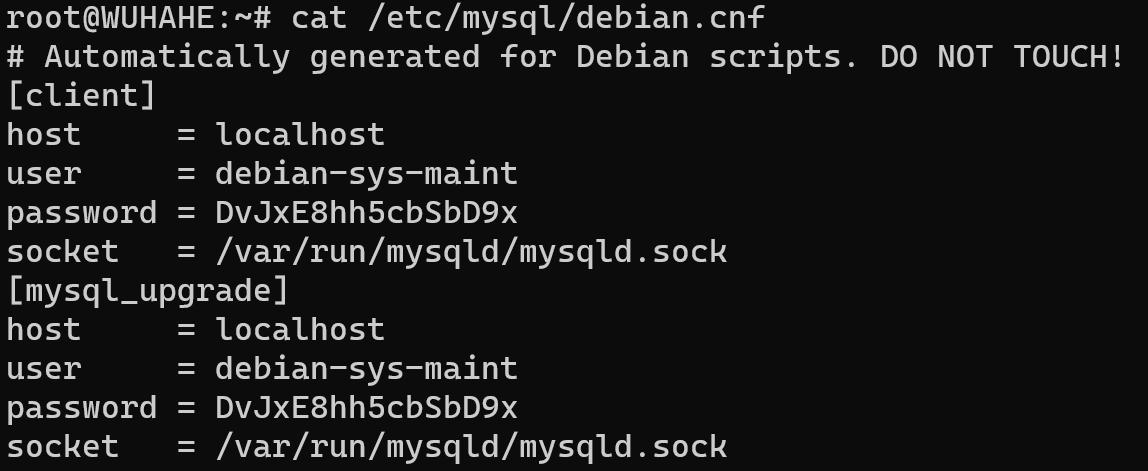 root@WUHAHE:~# cat /etc/mysql/debian.cnf
# Automatically generated for Debian scripts. DO NOT TOUCH!
[client]
host     = localhost
user     = debian-sys-maint
password = DvJxE8hh5cbSbD9x
socket   = /var/run/mysqld/mysqld.sock
[mysql_upgrade]
host     = localhost
user     = debian-sys-maint
password = DvJxE8hh5cbSbD9x
socket   = /var/run/mysqld/mysqld.sock